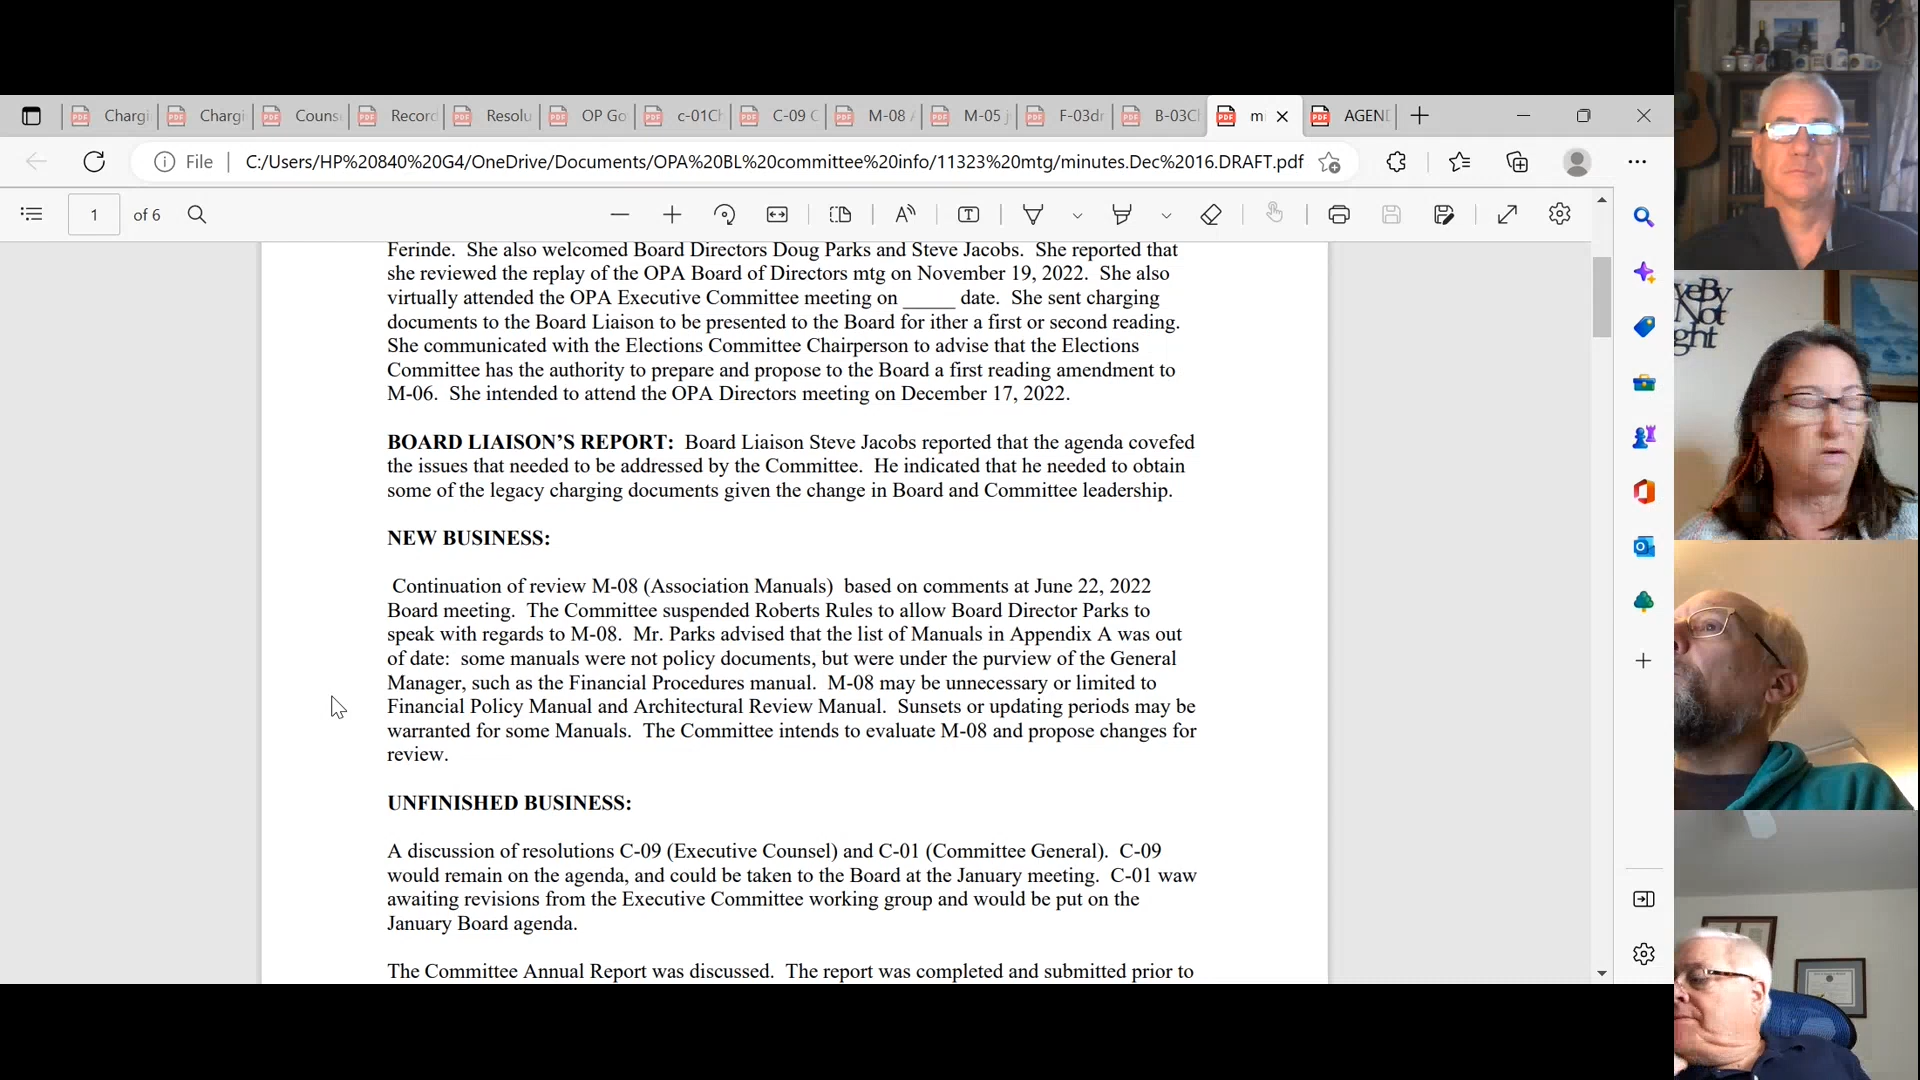 Chargi
Chargi
Couns
Record
Resolu
OP Go
c-01Cl
C-09 C
M-08
M-05
F-03dr
B-03Cl
mi
AGEN
File
C:/Users/HP%20840%20G4/OneDrive/Documents/OPA%20BL%20committee%20info/11323%20mtg/minutes.Dec%2016.DRAFT.pdf
1 of 6
Ferinde. She also welcomed Board Directors Doug Parks and Steve Jacobs. She reported that
she reviewed the replay of the OPA Board of Directors mtg on November 19, 2022. She also
virtually attended the OPA Executive Committee meeting on _____ date. She sent charging
documents to the Board Liaison to be presented to the Board for ither a first or second reading.
She communicated with the Elections Committee Chairperson to advise that the Elections
Committee has the authority to prepare and propose to the Board a first reading amendment to
M-06. She intended to attend the OPA Directors meeting on December 17, 2022.
BOARD LIAISON'S REPORT: Board Liaison Steve Jacobs reported that the agenda covefed
the issues that needed to be addressed by the Committee. He indicated that he needed to obtain
some of the legacy charging documents given the change in Board and Committee leadership.
NEW BUSINESS:
Continuation of review M-08 (Association Manuals) based on comments at June 22, 2022
Board meeting. The Committee suspended Roberts Rules to allow Board Director Parks to
speak with regards to M-08. Mr. Parks advised that the list of Manuals in Appendix A was out
of date: some manuals were not policy documents, but were under the purview of the General
Manager, such as the Financial Procedures manual. M-08 may be unnecessary or limited to
Financial Policy Manual and Architectural Review Manual. Sunsets or updating periods may be
warranted for some Manuals. The Committee intends to evaluate M-08 and propose changes for
review.
UNFINISHED BUSINESS:
A discussion of resolutions C-09 (Executive Counsel) and C-01 (Committee General). C-09
would remain on the agenda, and could be taken to the Board at the January meeting. C-01 waw
awaiting revisions from the Executive Committee working group and would be put on the
January Board agenda.
The Committee Annual Report was discussed. The report was completed and submitted prior to